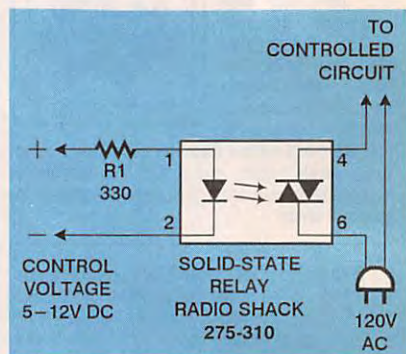 TO
CONTROLLED
CIRCUIT
+
R1
330
1
4
−
2
6
CONTROL
VOLTAGE
5–12V DC
SOLID-STATE
RELAY
RADIO SHACK
275-310
120V
AC